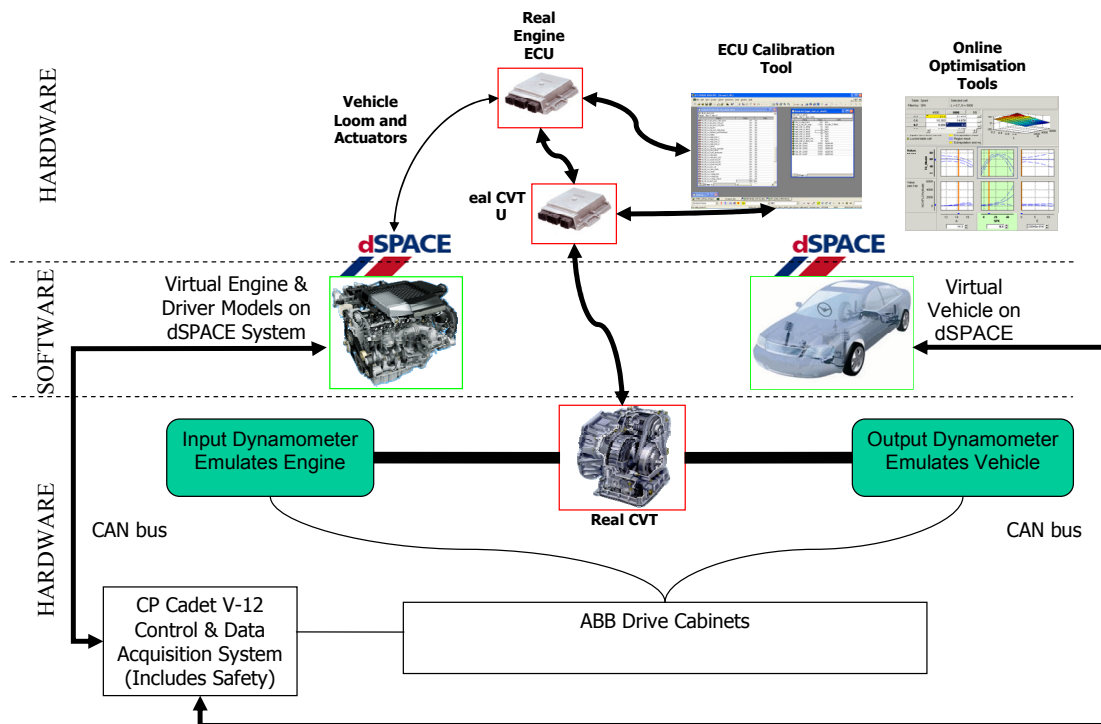 Real
Engine
ECU
ECU Calibration
Tool
Online
Optimisation
Tools
Vehicle
Loom and
Actuators
HARDWARE
eal CVT
U
dSPACE
dSPACE
SOFTWARE
Virtual Engine &
Driver Models on
dSPACE System
Virtual
Vehicle on
dSPACE
HARDWARE
Input Dynamometer
Emulates Engine
Output Dynamometer
Emulates Vehicle
Real CVT
CAN bus
CAN bus
CP Cadet V-12
Control & Data
Acquisition System
(Includes Safety)
ABB Drive Cabinets